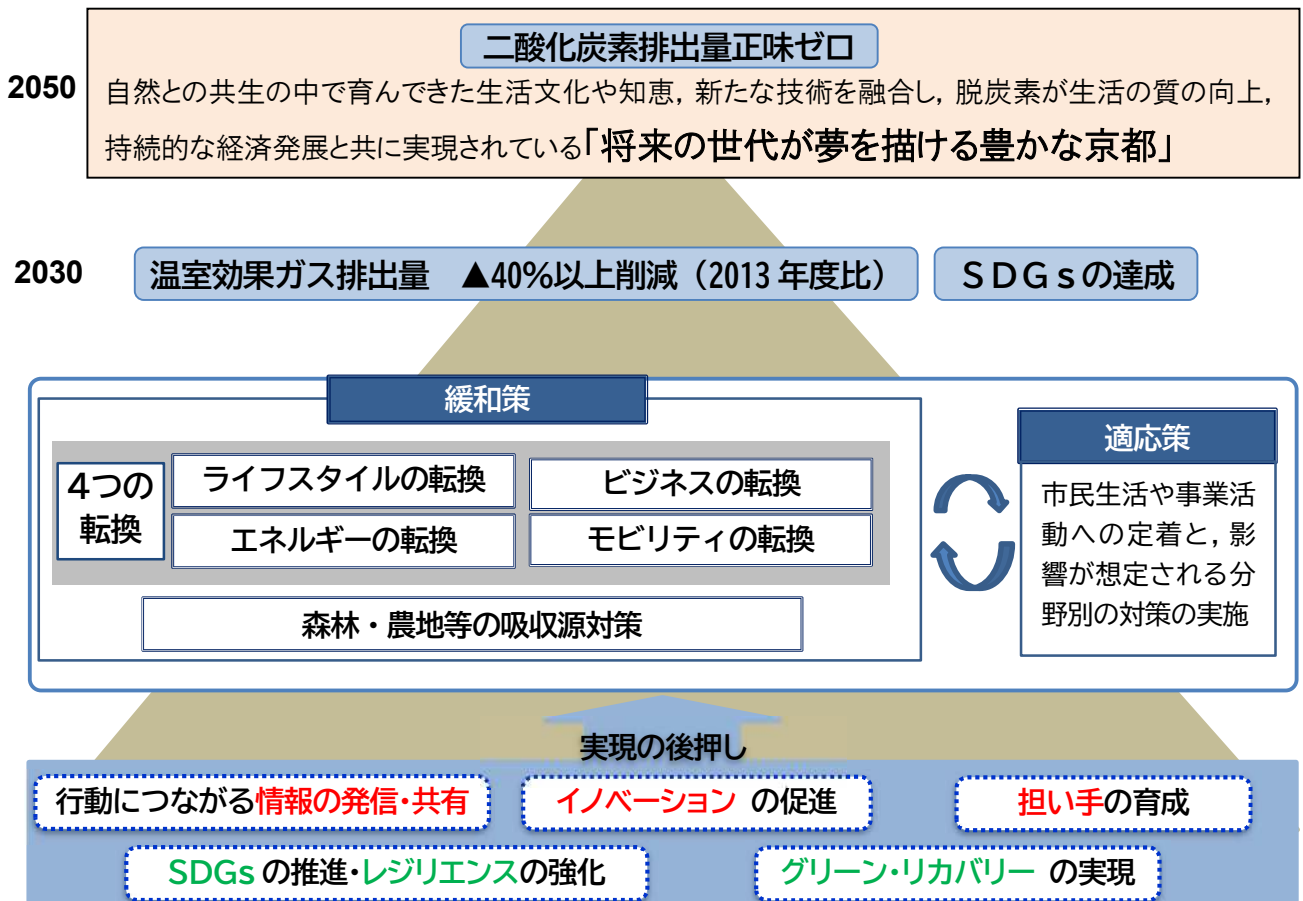 二酸化炭素排出量正味ゼロ
2050
自然との共生の中で育んできた生活文化や知恵，新たな技術を融合し，脱炭素が生活の質の向上，
持続的な経済発展と共に実現されている「将来の世代が夢を描ける豊かな京都」
2030
温室効果ガス排出量　▲40％以上削減（2013 年度比）
ＳＤＧｓの達成
緩和策
4つの
転換
ライフスタイルの転換
ビジネスの転換
エネルギーの転換
モビリティの転換
森林・農地等の吸収源対策
適応策
市民生活や事業活
動への定着と，影
響が想定される分
野別の対策の実施
実現の後押し
行動につながる情報の発信・共有
イノベーション の促進
担い手の育成
SDGs の推進・レジリエンスの強化
グリーン・リカバリー の実現